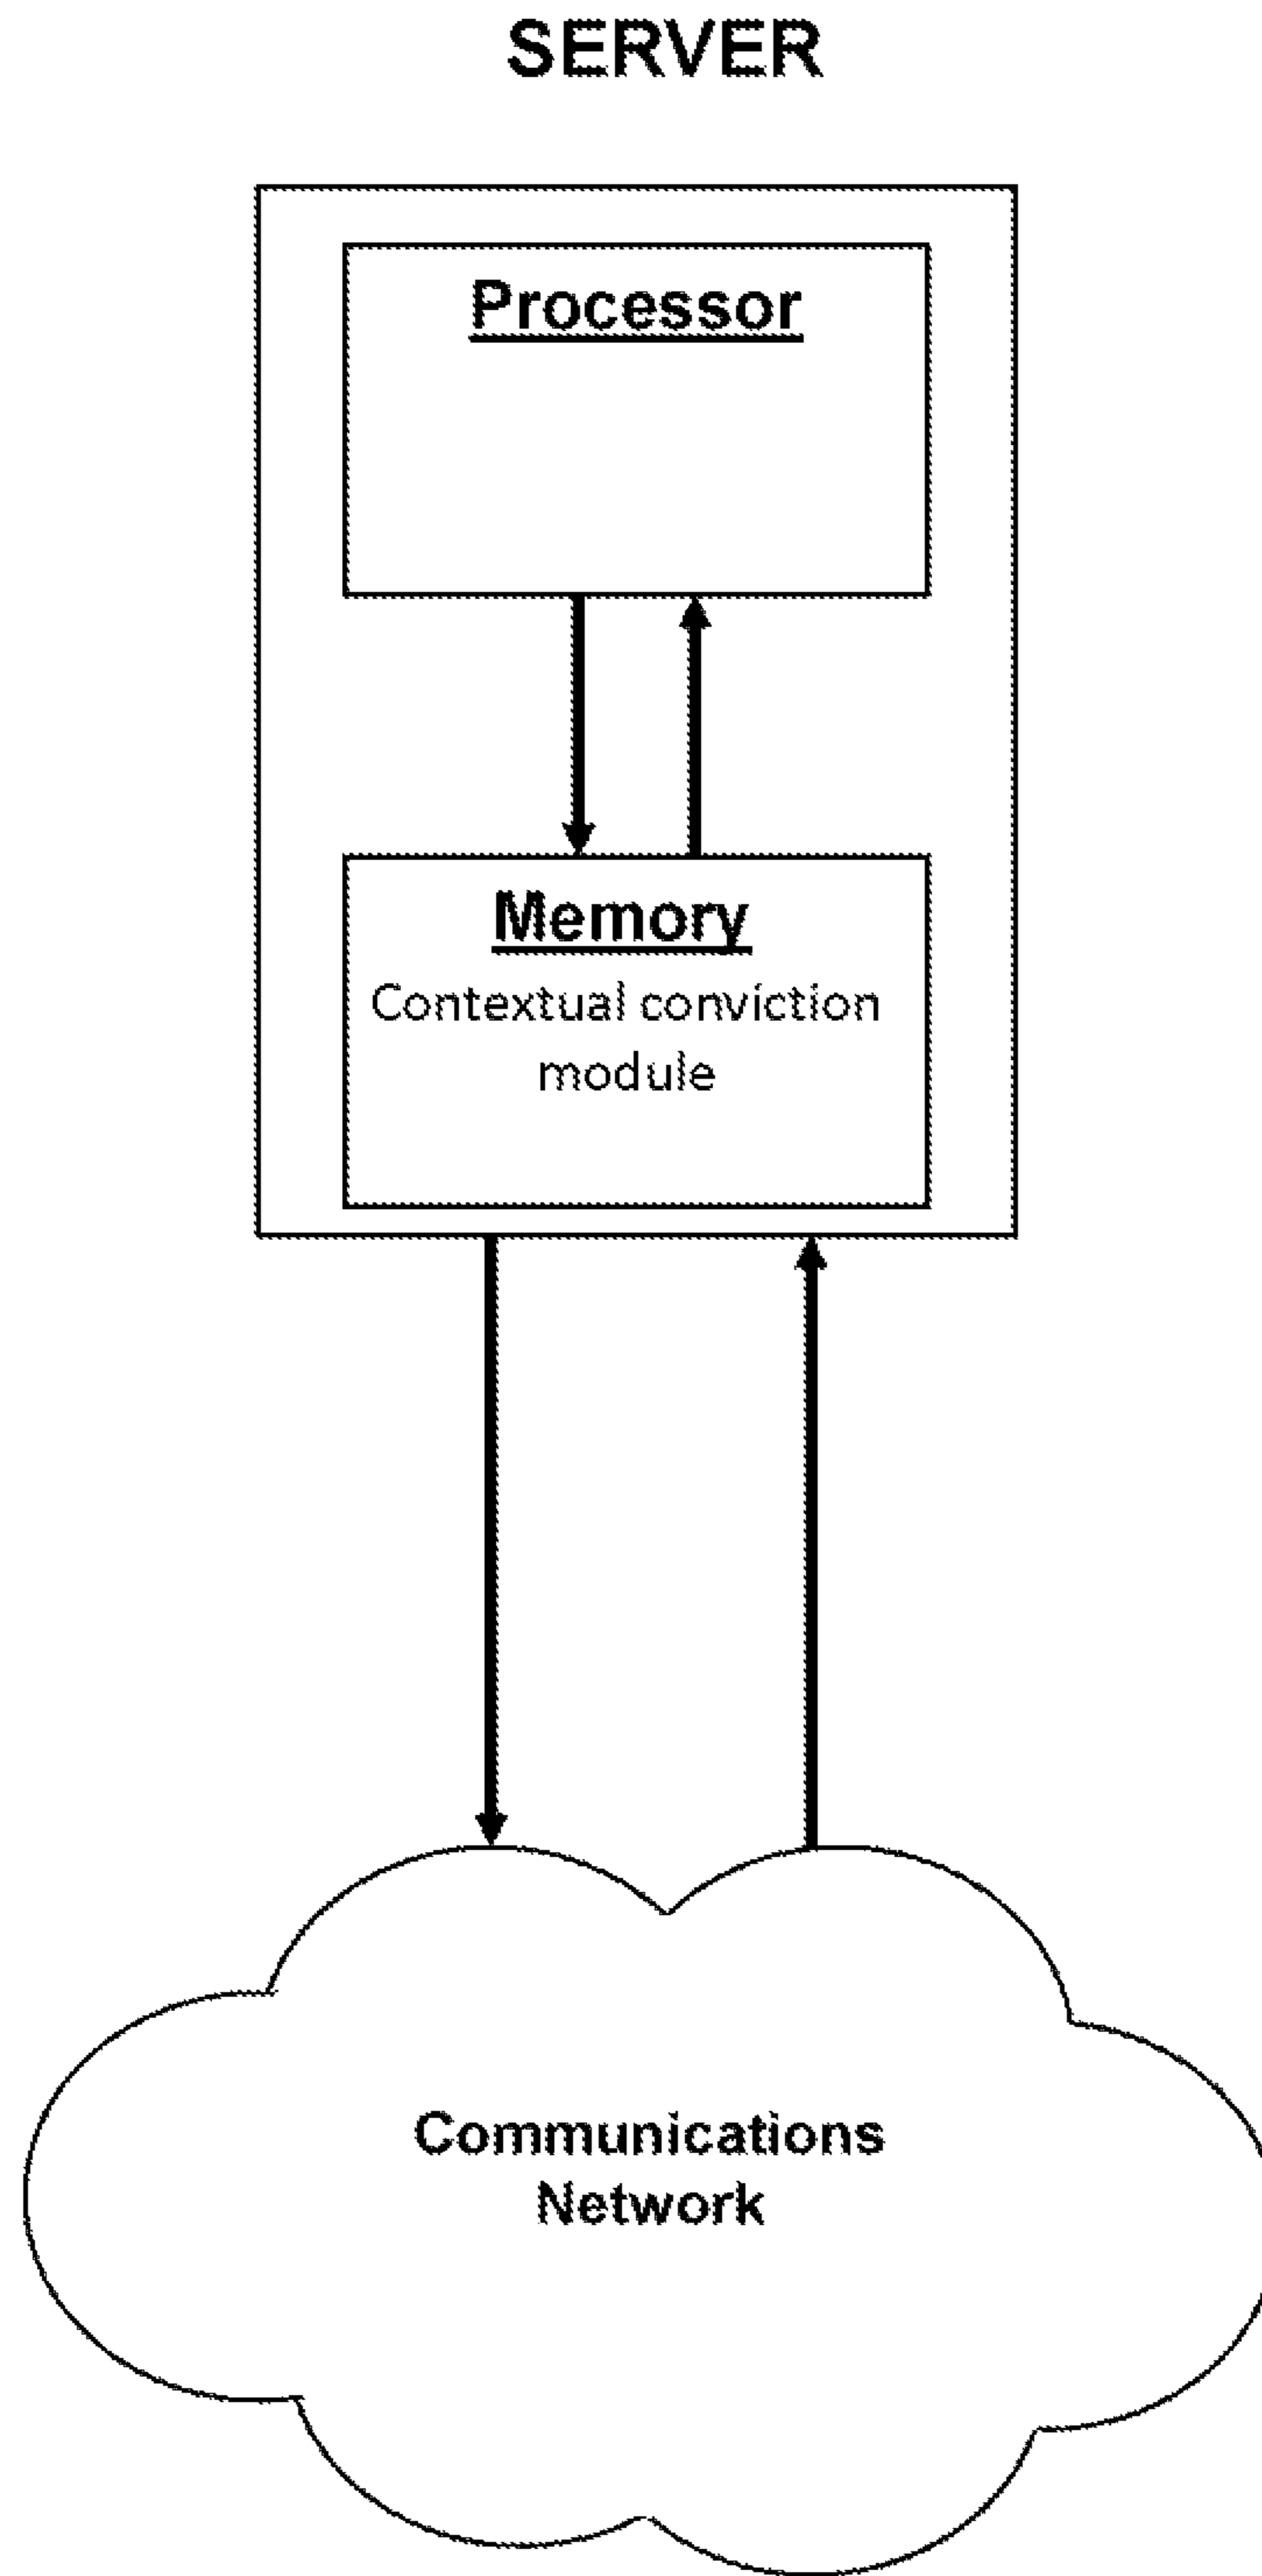 SERVER
Processor
Memory
Contextual conviction
module
Communications
Network